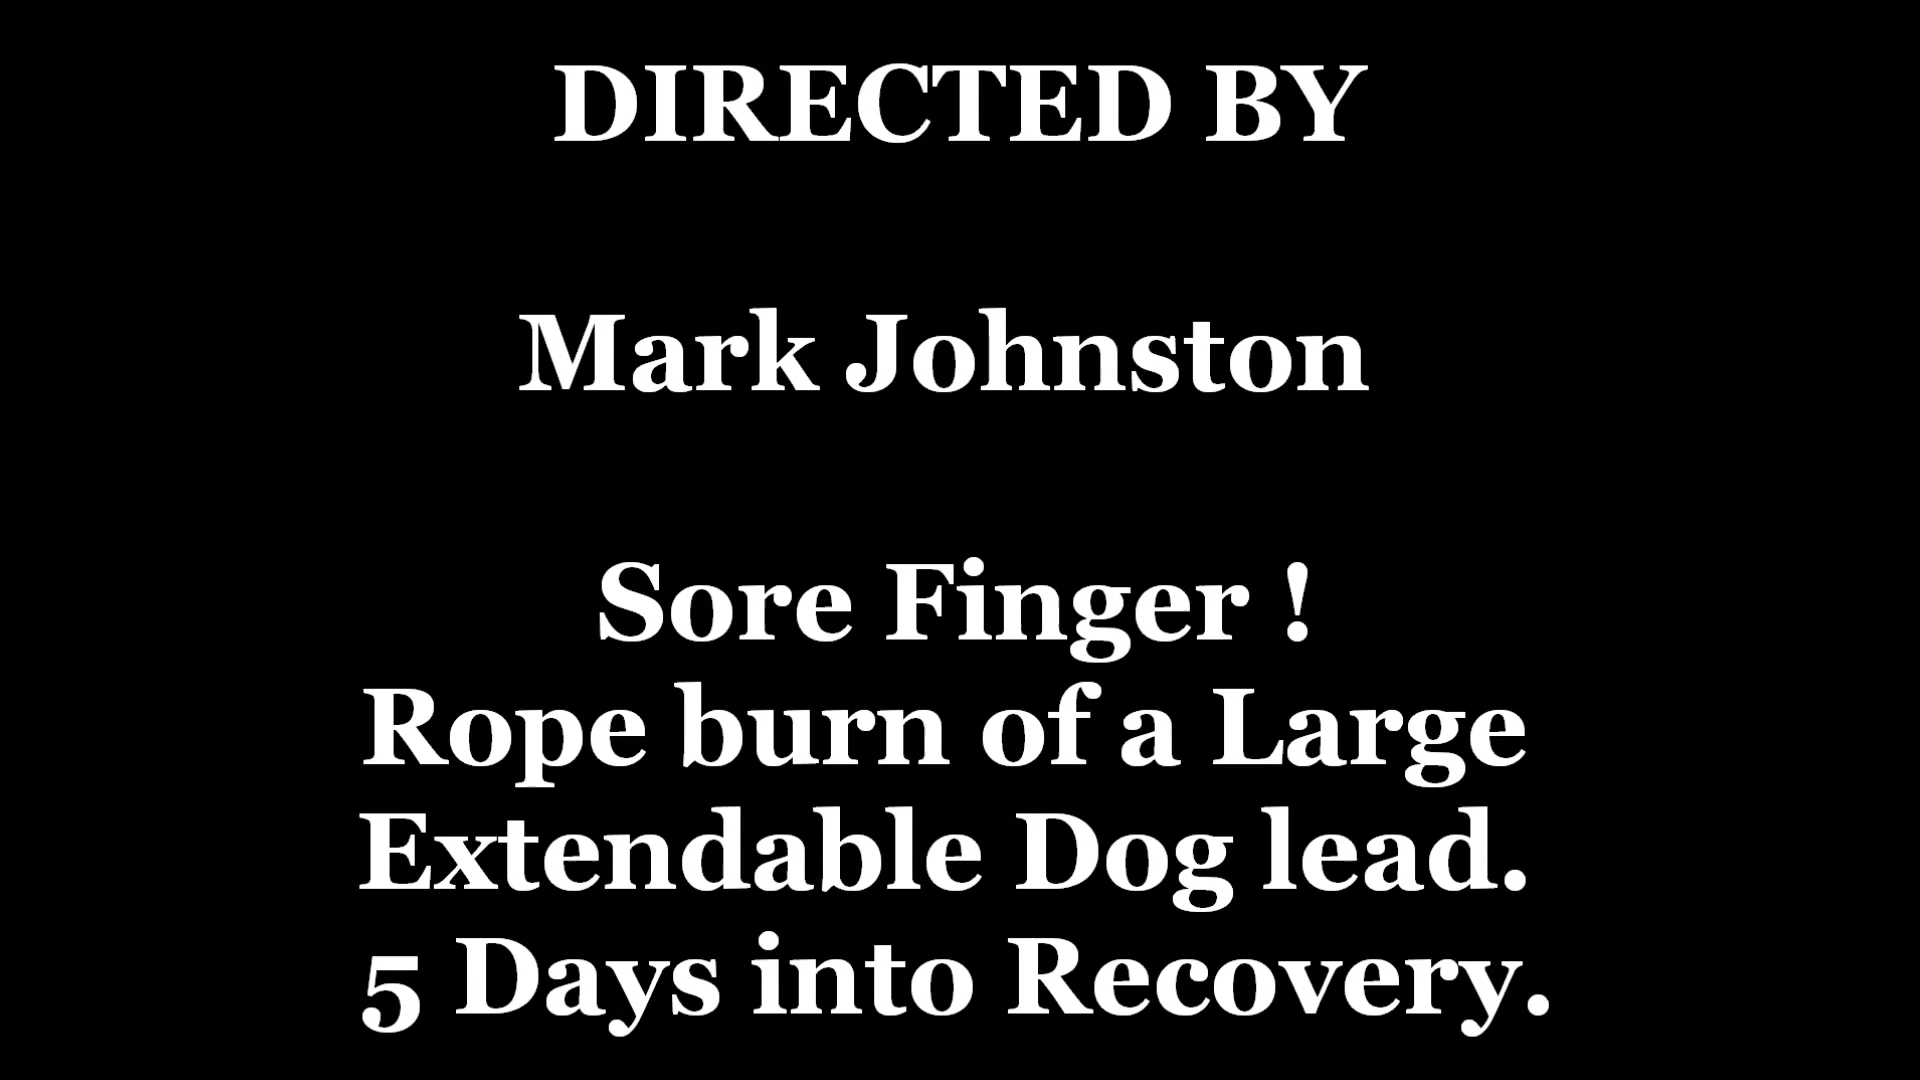 DIRECTED BY
Mark Johnston
Sore Finger !
Rope burn of a Large
Extendable Dog lead.
5 Days into Recovery.